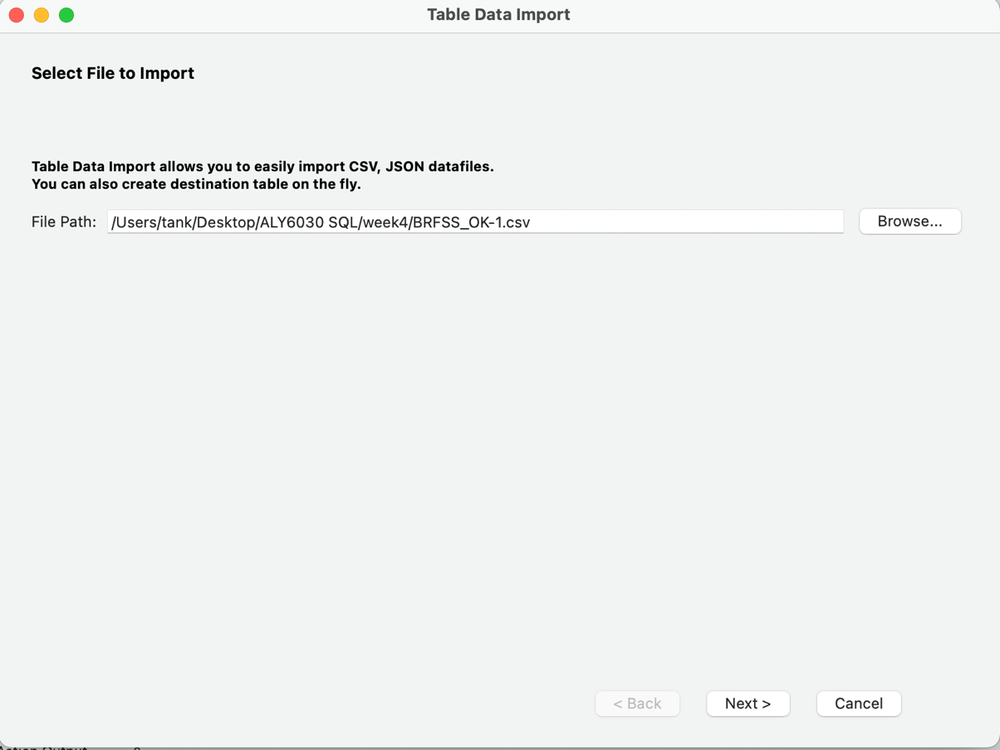 Table Data Import
Select File to Import
Table Data Import allows you to easily import CSV, JSON datafiles.
You can also create destination table on the fly.
File Path: /Users/tank/Desktop/ALY6030 SQL/week4/BRFSS_OK-1.csv Browse...
< Back Next > Cancel